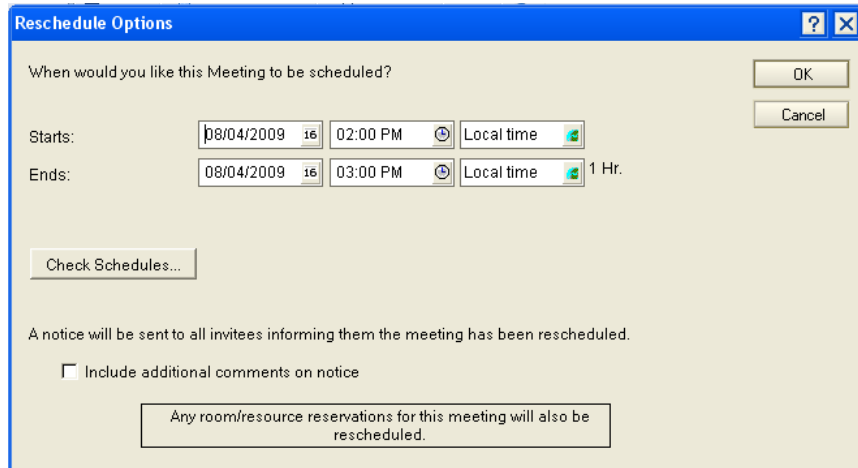 Reschedule Options
When would you like this Meeting to be scheduled?
OK
Cancel
Starts: 08/04/2009 16 02:00 PM Local time
Ends: 08/04/2009 16 03:00 PM Local time 1 Hr.
Check Schedules...
A notice will be sent to all invitees informing them the meeting has been rescheduled.
Include additional comments on notice
Any room/resource reservations for this meeting will also be
rescheduled.